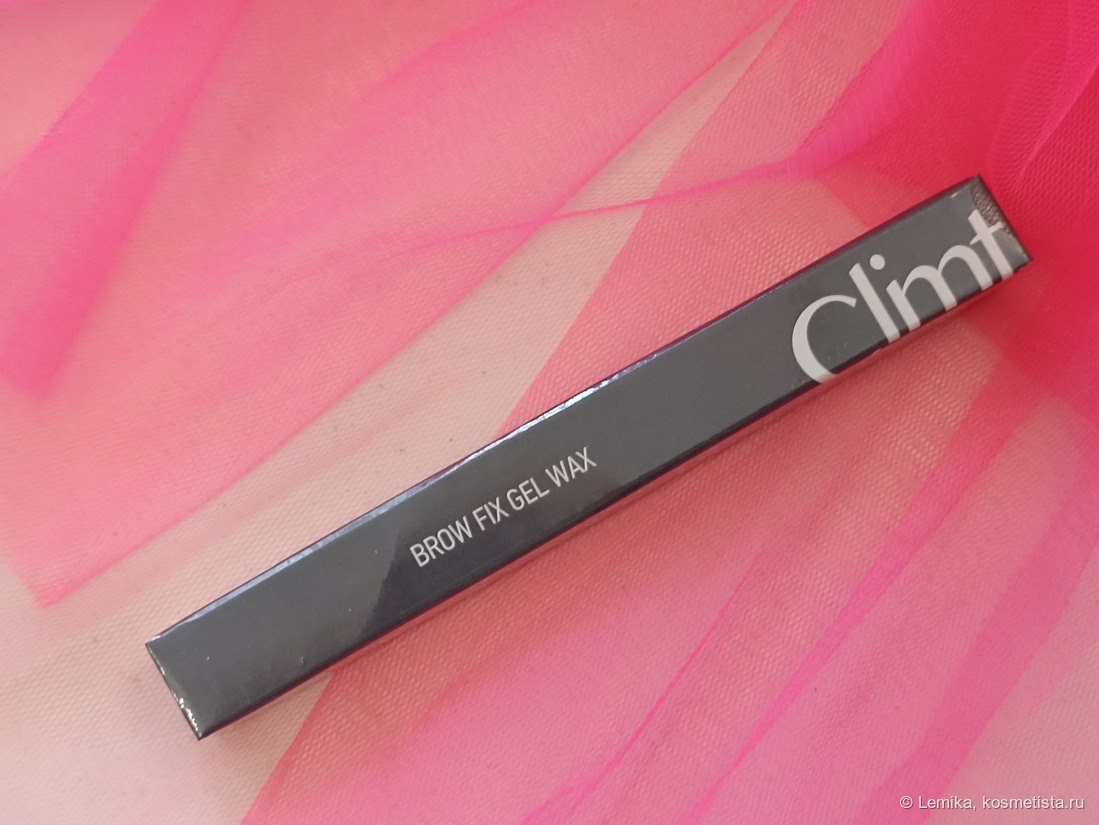 Climt
BROW FIX GEL WAX
© Lemika, kosmetista.ru